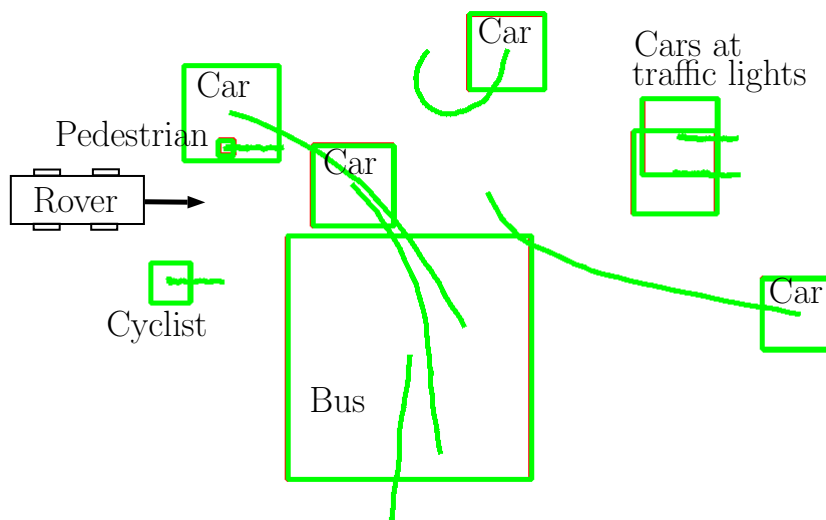 Car
Cars at
traffic lights
Car
Pedestrian
Car
Rover
Car
Cyclist
Bus